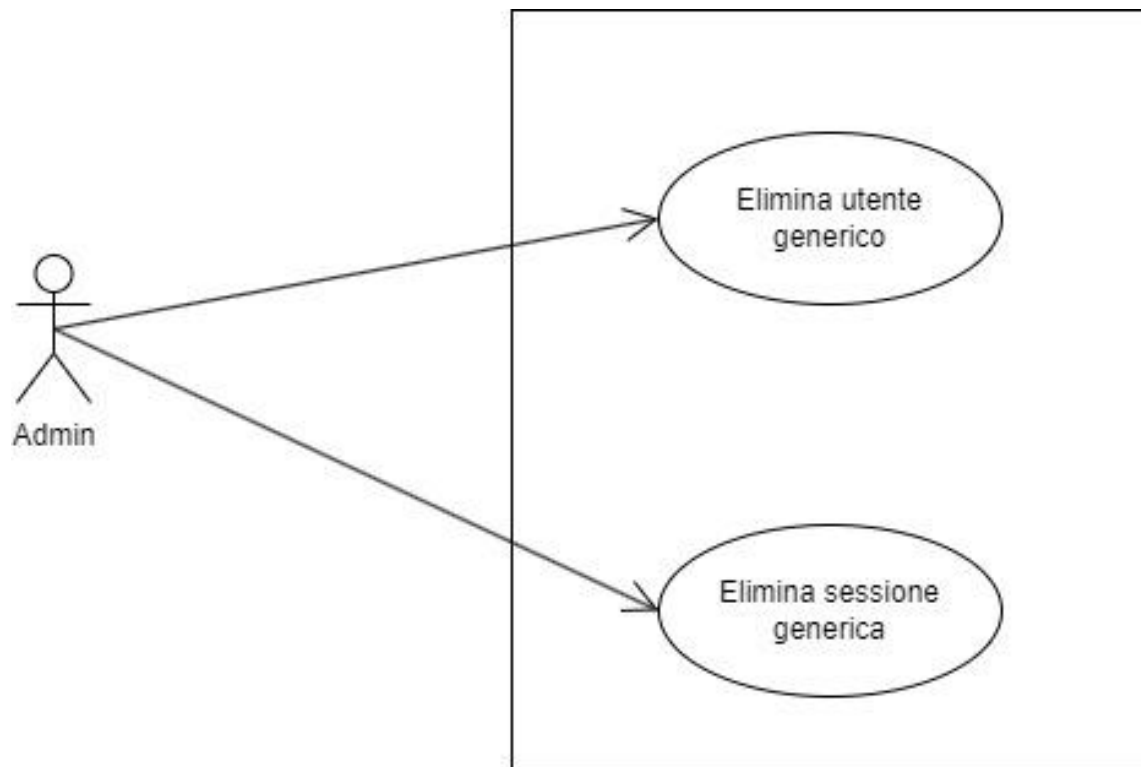 Elimina utente
generico
Admin
Elimina sessione
generica